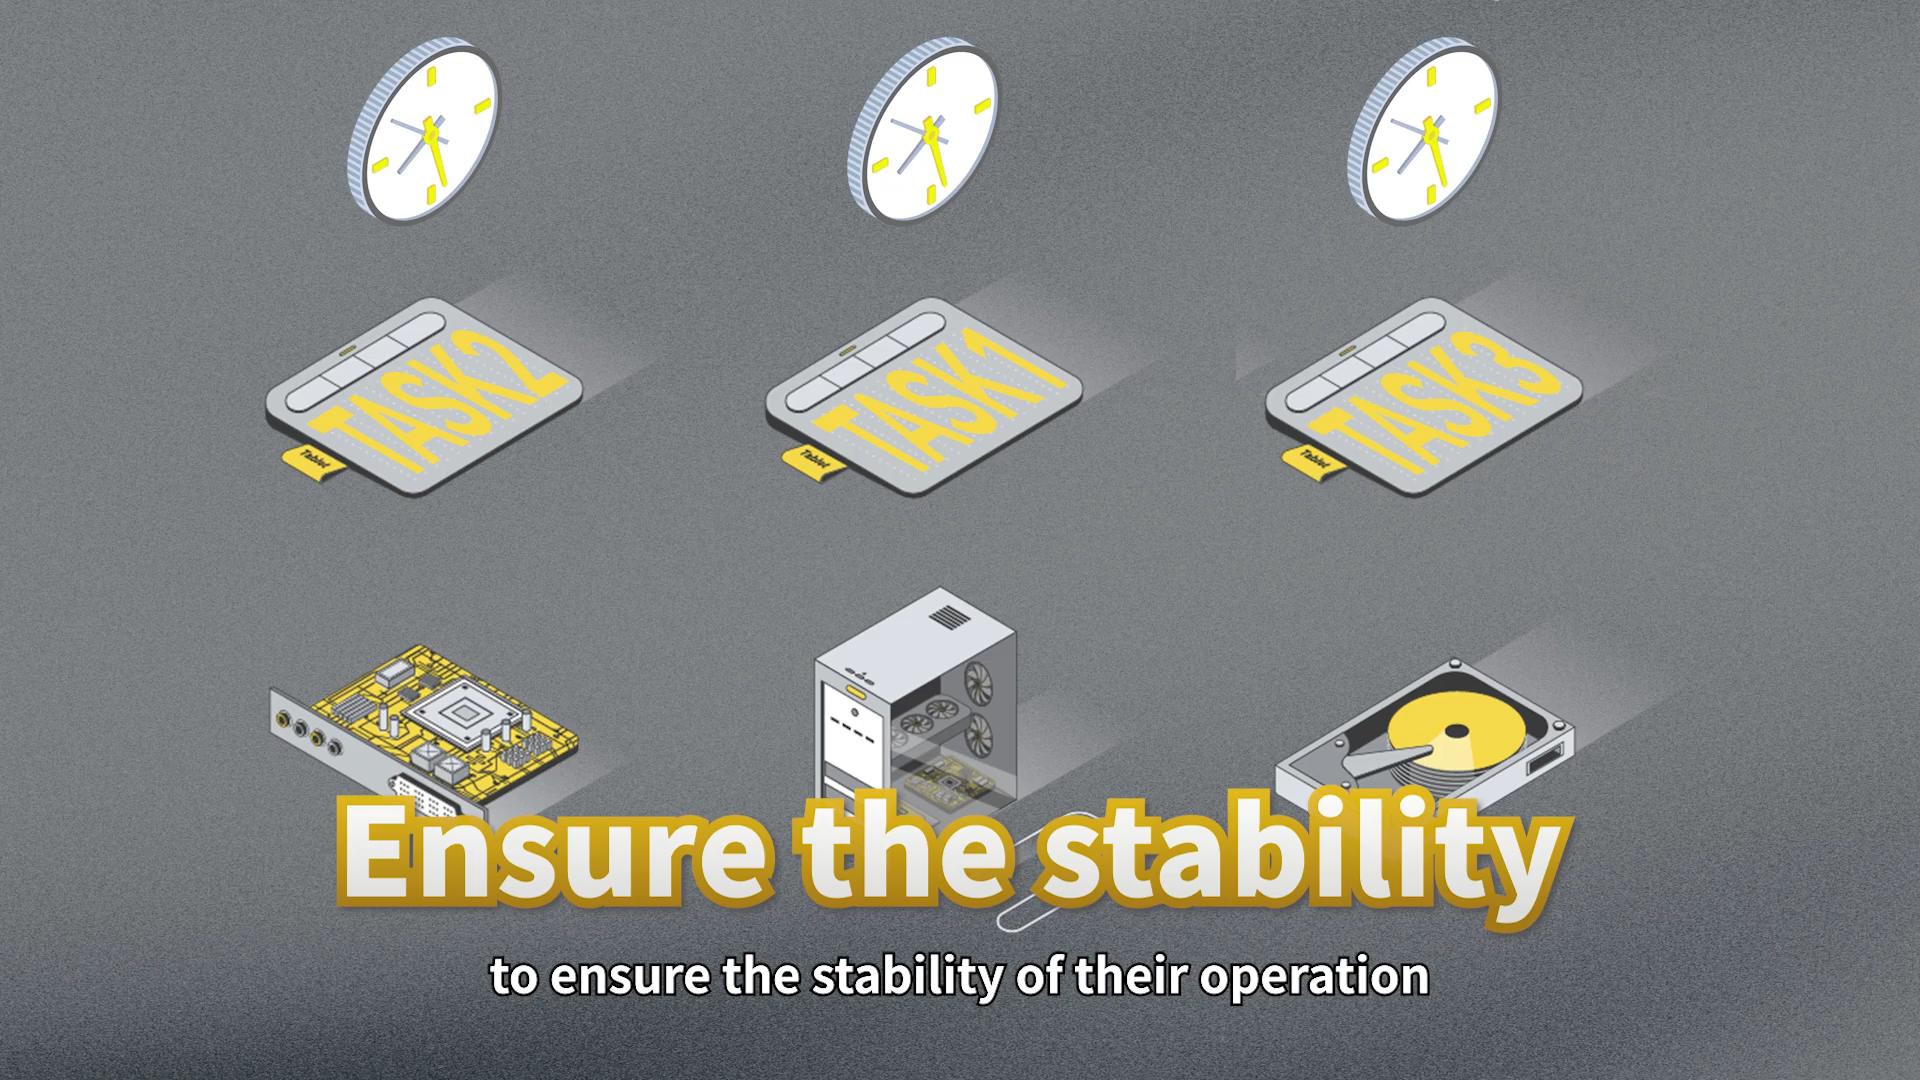 TASK2
TASK1
TASK3
Tablet
Tablet
Tablet
Ensure the stability
to ensure the stability of their operation